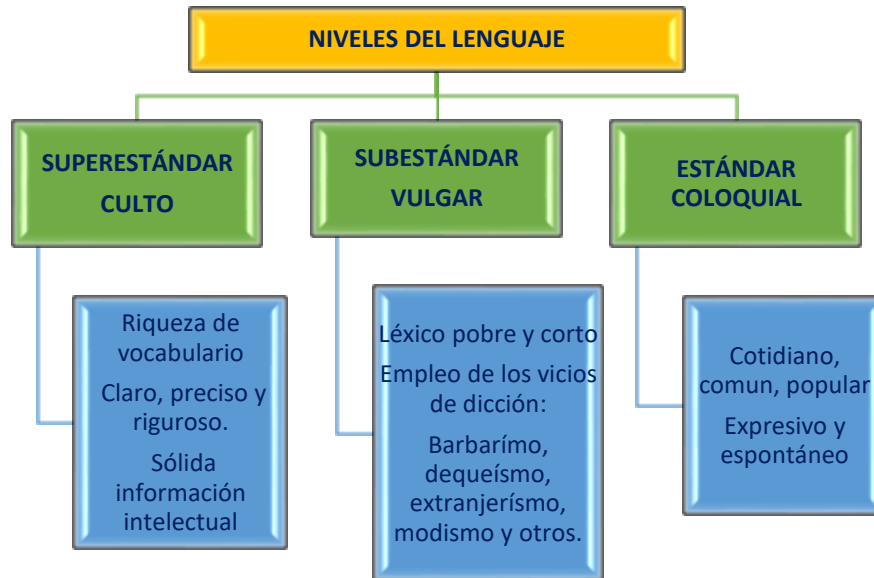 NIVELES DEL LENGUAJE
SUPERESTÁNDAR
CULTO
SUBESTÁNDAR
VULGAR
ESTÁNDAR
COLOQUIAL
Riqueza de
vocabulario
Claro, preciso y
riguroso.
Sólida
información
intelectual
Léxico pobre y corto
Empleo de los vicios
de dicción:
Barbarímo,
dequeísmo,
extranjerísmo,
modismo y otros.
Cotidiano,
comun, popular
Expresivo y
espontáneo